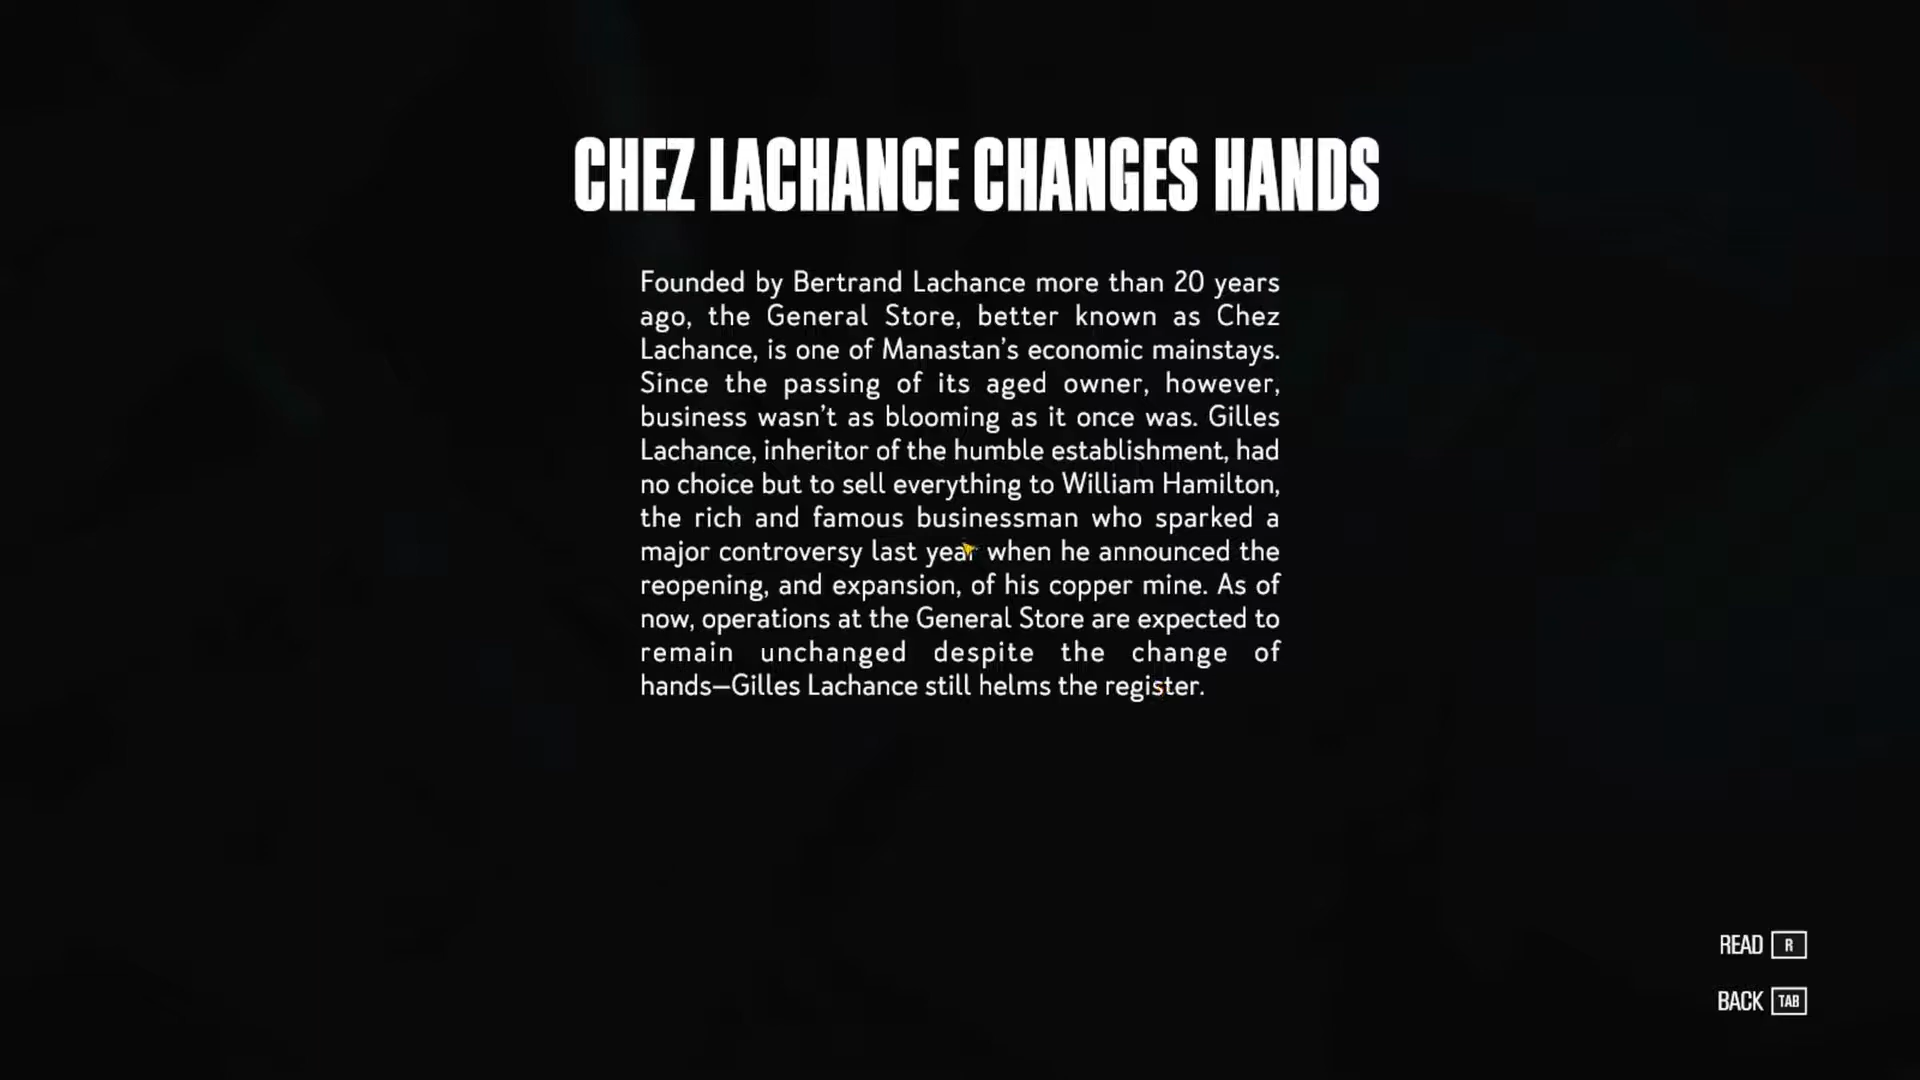 CHEZ LACHANCE CHANGES HANDS
Founded by Bertrand Lachance more than 20 years
ago, the General Store, better known as Chez
Lachance, is one of Manastan's economic mainstays.
Since the passing of its aged owner, however,
business wasn't as blooming as it once was. Gilles
Lachance, inheritor of the humble establishment, had
no choice but to sell everything to William Hamilton,
the rich and famous businessman who sparked a
major controversy last year when he announced the
reopening, and expansion, of his copper mine. As of
now, operations at the General Store are expected to
remain unchanged despite the change of
hands—Gilles Lachance still helms the register.
READ R
BACK TAB